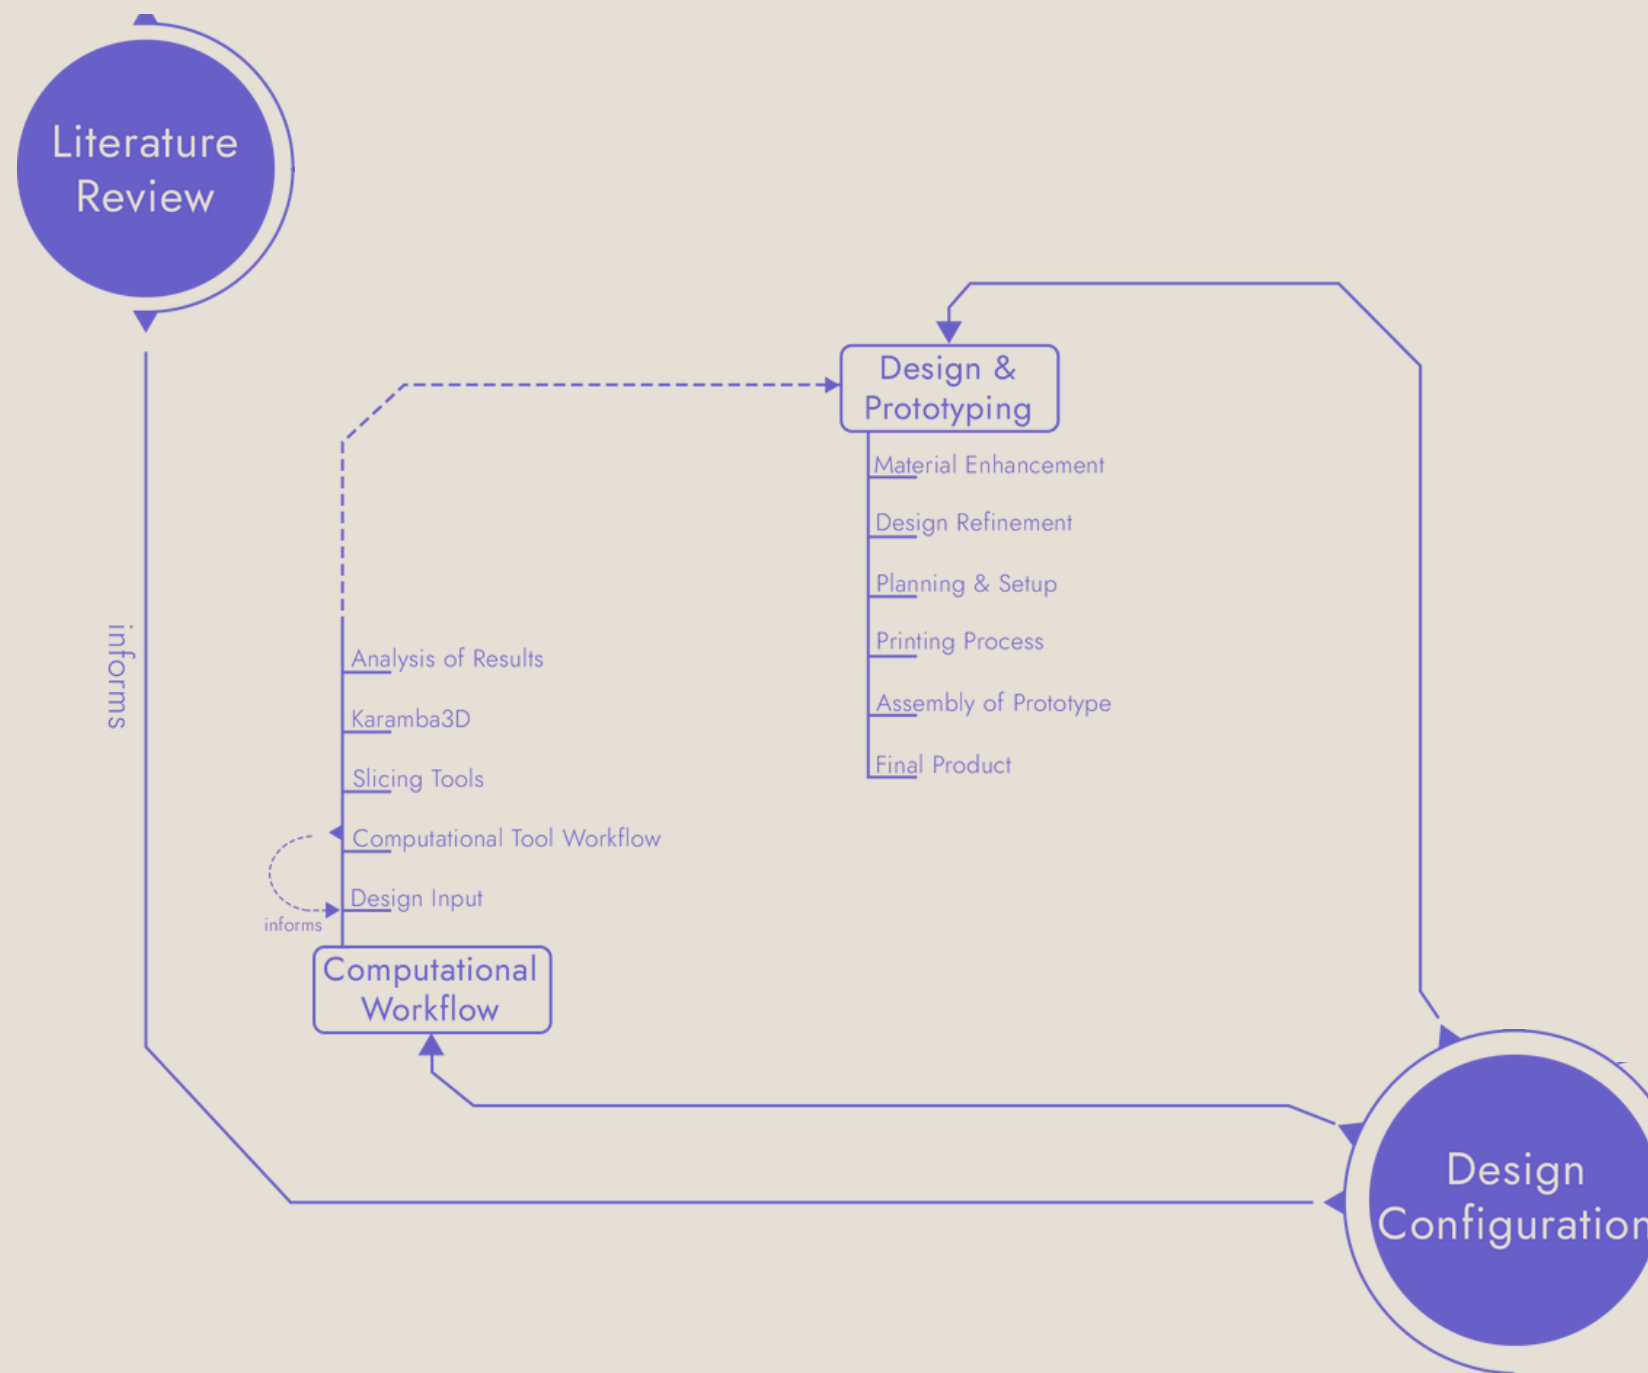 Literature
Review
Design &
Prototyping
Material Enhancement
Design Refinement
Planning & Setup
Printing Process
Assembly of Prototype
Final Product
informs
Analysis of Results
Karamba3D
Slicing Tools
Computational Tool Workflow
Design Input
informs
Computational
Workflow
Design
Configuration